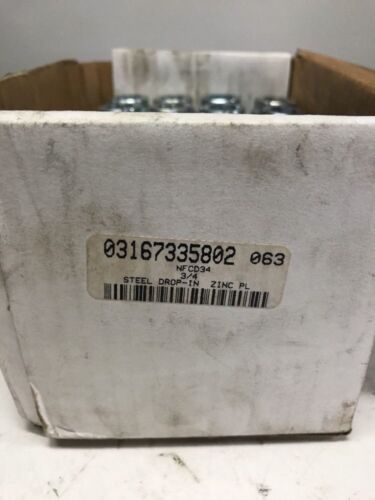 03167335802 063
NFCD34
3/4
STEEL DROP-IN ZINC PL